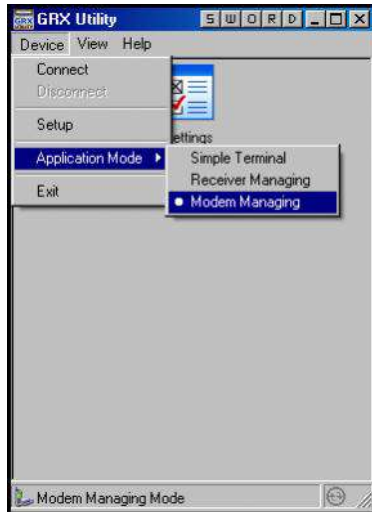 GRX Utility
S W O R D
Device View Help
Connect
Disconnect
Setup
ettings
Application Mode
Simple Terminal
Receiver Managing
Modem Managing
Exit
Modem Managing Mode